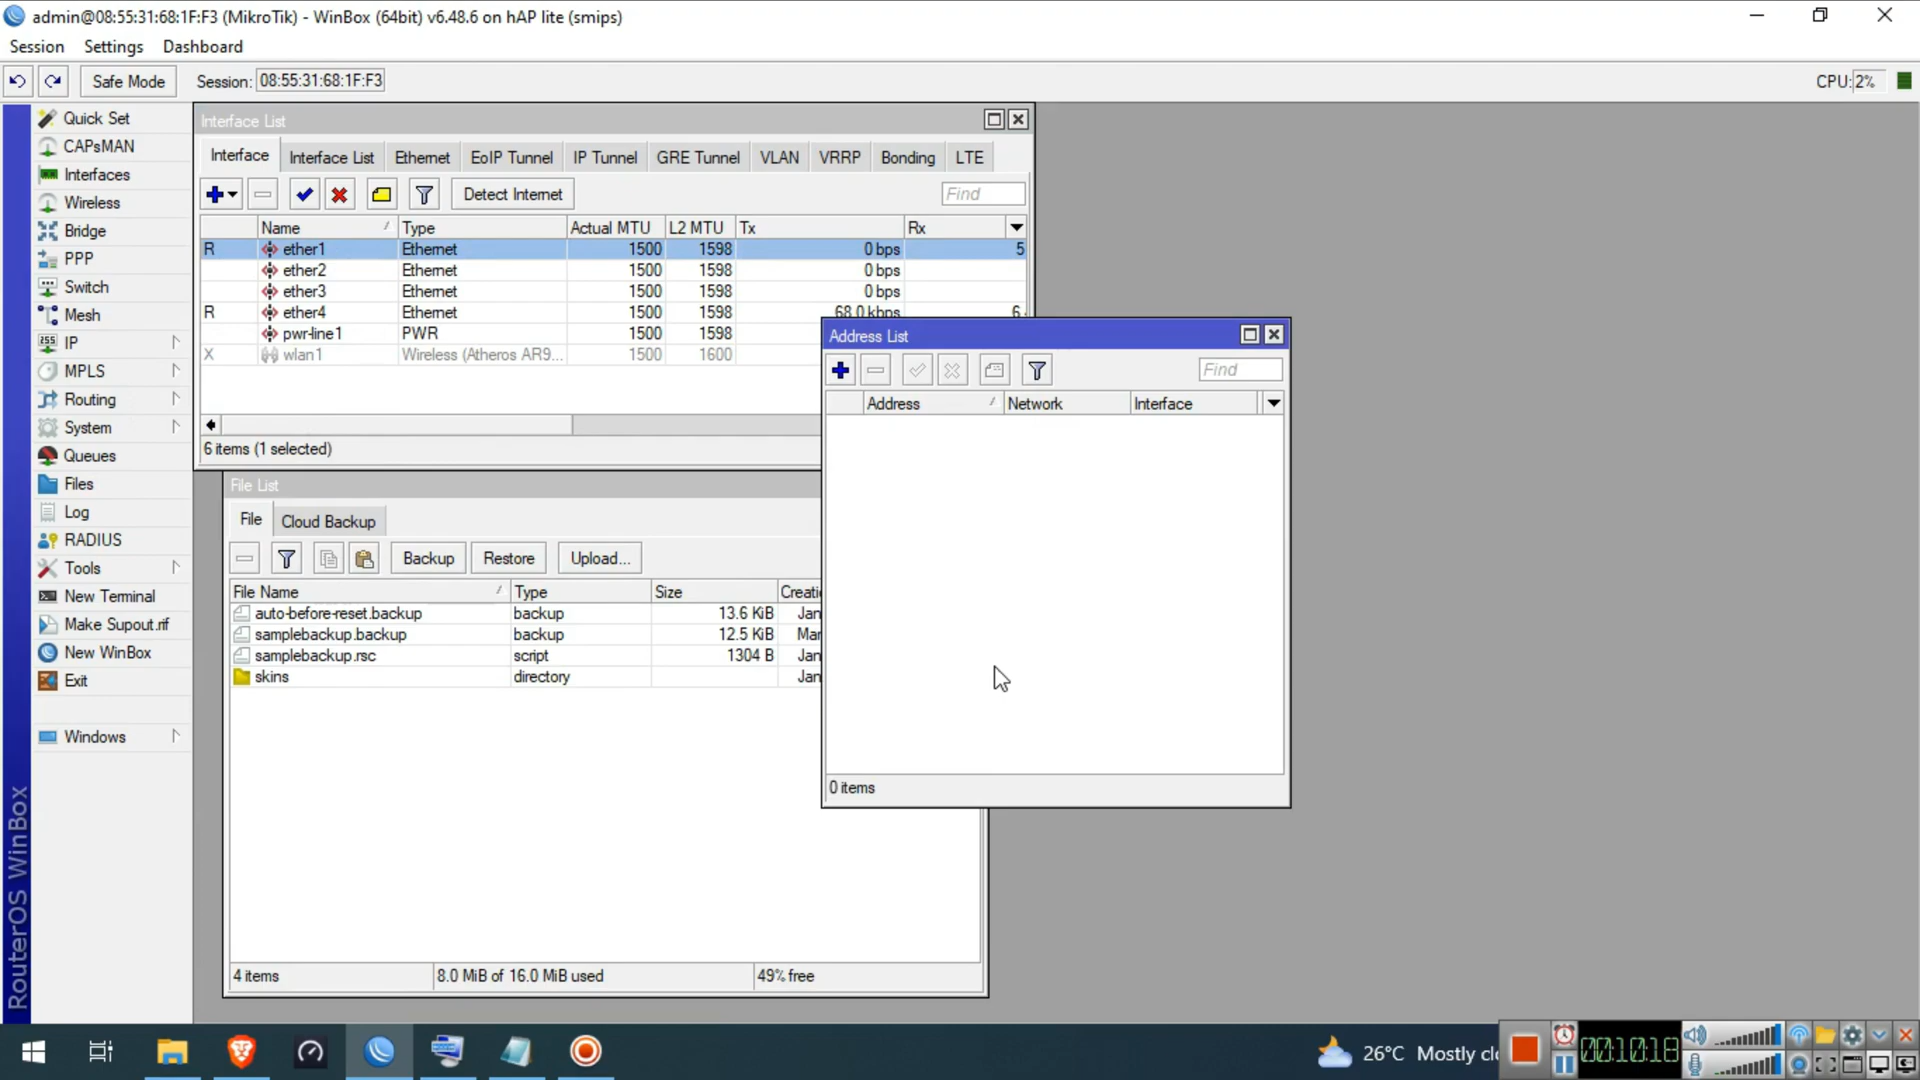 admin@08:55:31:68:1F:F3 (MikroTik) - WinBox (64bit) v6.48.6 on hAP lite (smips)
Session Settings Dashboard
Safe Mode Session: 08:55:31:68:1F:F3 CPU:2%
Quick Set
CAPsMAN
Interfaces
Wireless
Bridge
PPP
Switch
Mesh
IP
MPLS
Routing
System
Queues
Files
Log
RADIUS
Tools
New Terminal
Make Supout.rif
New WinBox
Exit
Windows
RouterOS WinBox
Interface List
Interface Interface List Ethernet EoIP Tunnel IP Tunnel GRE Tunnel VLAN VRRP Bonding LTE
Detect Internet Find
Name Type Actual MTU L2 MTU Tx Rx
R ether1 Ethernet 1500 1598 0 bps 5
ether2 Ethernet 1500 1598 0 bps
ether3 Ethernet 1500 1598 0 bps
R ether4 Ethernet 1500 1598 68.0 kbps 6.
pwr-line1 PWR 1500 1598
X wlan1 Wireless (Atheros AR9... 1500 1600
6 items (1 selected)
Address List
Find
Address Network Interface
0 items
File List
File Cloud Backup
Backup Restore Upload...
File Name Type Size Creati
auto-before-reset.backup backup 13.6 KiB Jan
samplebackup.backup backup 12.5 KiB Mar
samplebackup.rsc script 1304 B Jan
skins directory Jan
4 items 8.0 MiB of 16.0 MiB used 49% free
26°C Mostly cl
00:10:18